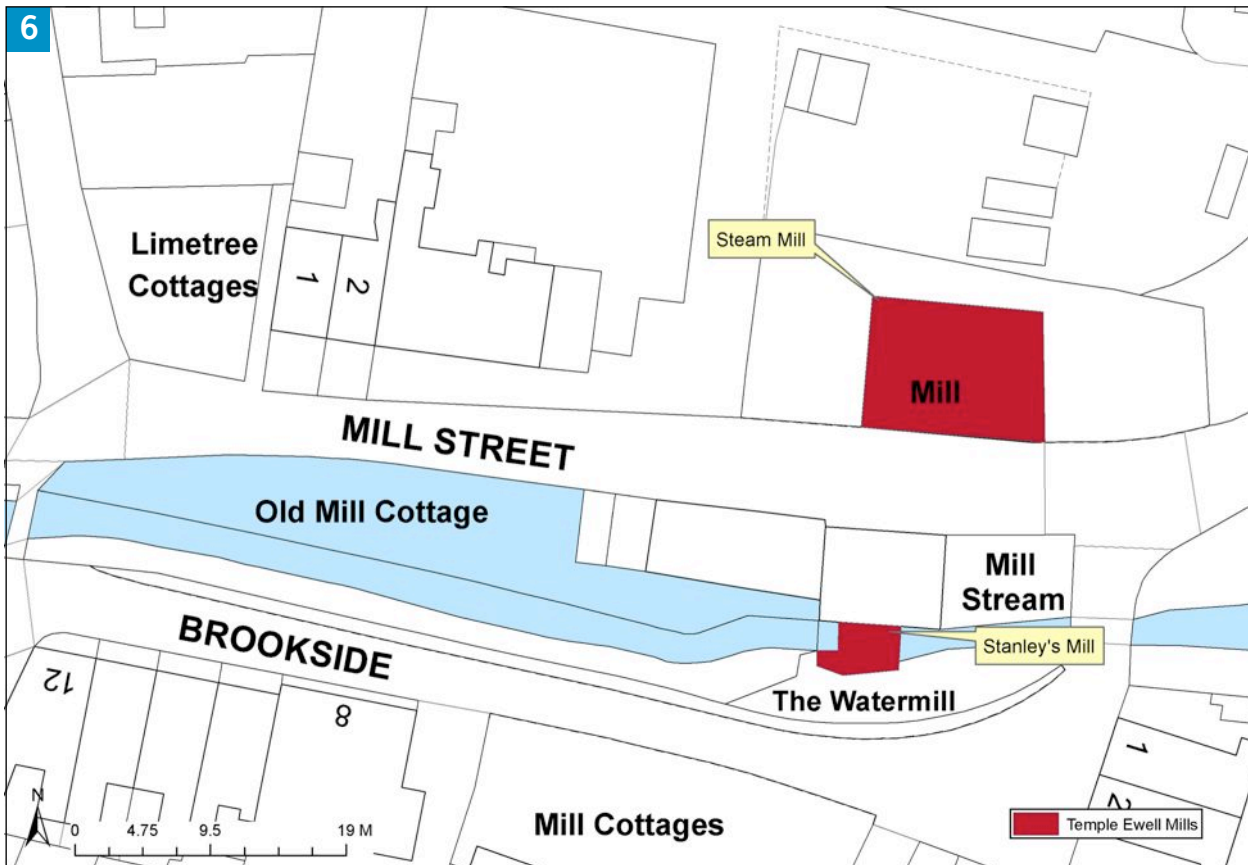 6
Limetree
Cottages
1
2
Steam Mill
Mill
MILL STREET
Old Mill Cottage
Mill
Stream
Stanley's Mill
BROOKSIDE
The Watermill
12
8
1
2
Mill Cottages
N
0 4.75 9.5 19 M
Temple Ewell Mills